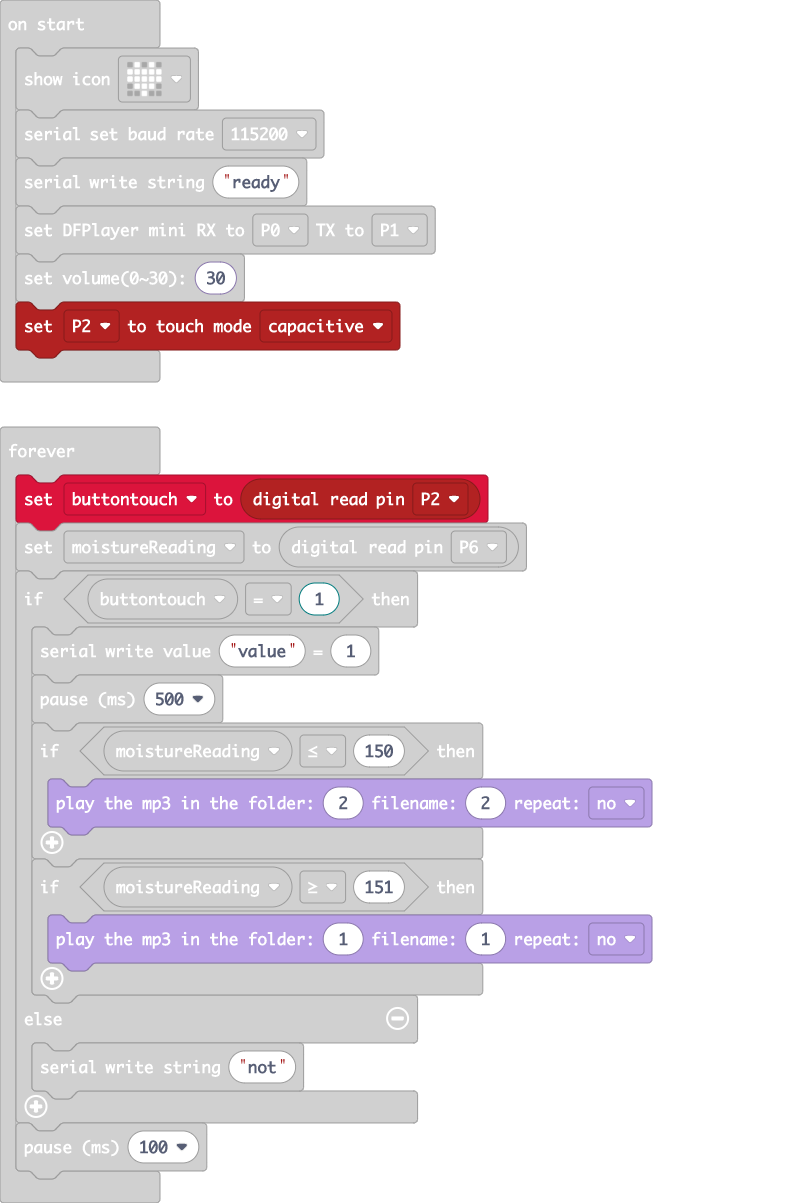 on start
show icon
serial set baud rate 115200
serial write string "ready"
set DFPlayer mini RX to P0 TX to P1
set volume(0~30): 30
set P2 to touch mode capacitive
forever
set buttontouch to digital read pin P2
set moistureReading to digital read pin P6
if buttontouch = 1 then
serial write value "value" = 1
pause (ms) 500
if moistureReading ≤ 150 then
play the mp3 in the folder: 2 filename: 2 repeat: no
if moistureReading ≥ 151 then
play the mp3 in the folder: 1 filename: 1 repeat: no
else
serial write string "not"
pause (ms) 100